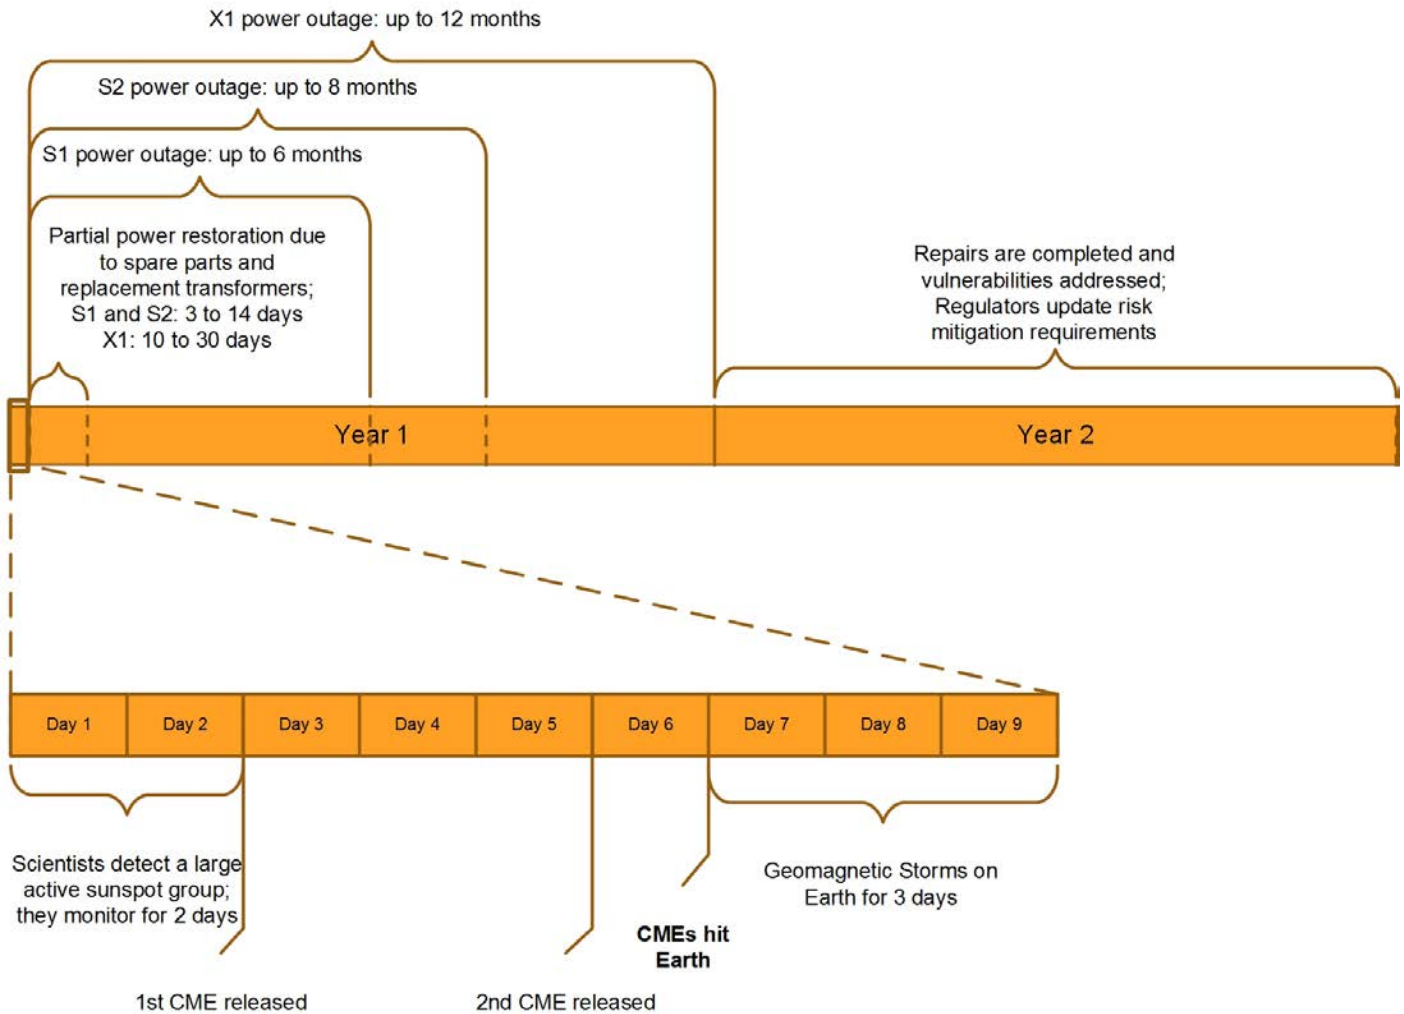 X1 power outage: up to 12 months
S2 power outage: up to 8 months
S1 power outage: up to 6 months
Partial power restoration due
to spare parts and
replacement transformers;
S1 and S2: 3 to 14 days
X1: 10 to 30 days
Repairs are completed and
vulnerabilities addressed;
Regulators update risk
mitigation requirements
Year 1
Year 2
Day 1
Day 2
Day 3
Day 4
Day 5
Day 6
Day 7
Day 8
Day 9
Scientists detect a large
active sunspot group;
they monitor for 2 days
Geomagnetic Storms on
Earth for 3 days
CMEs hit
Earth
1st CME released
2nd CME released